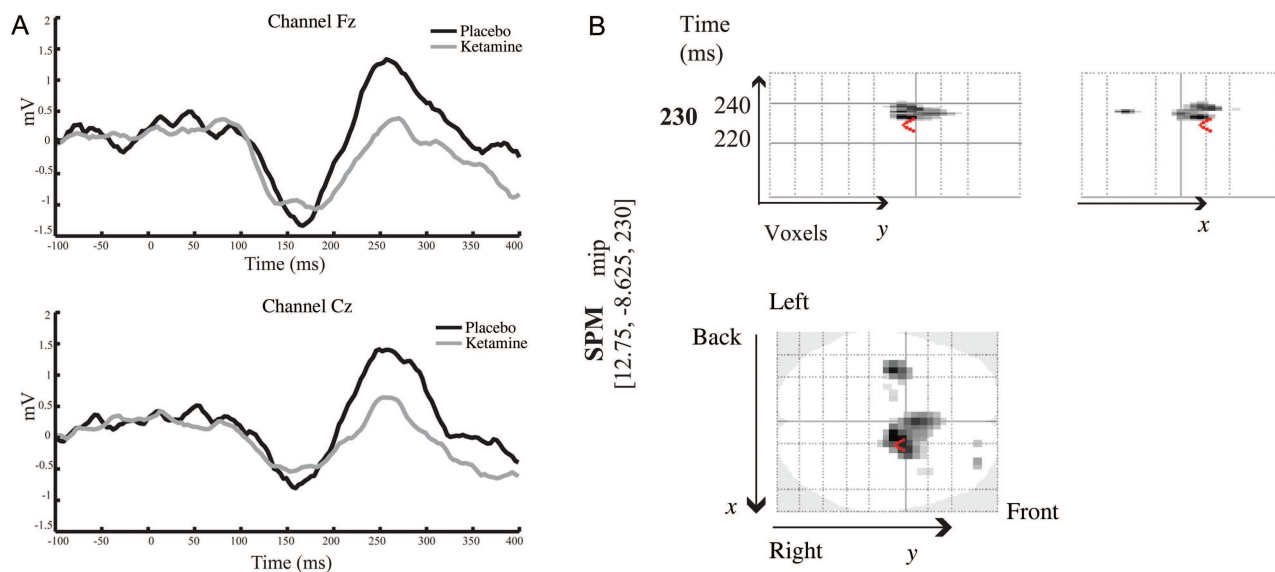 A
Channel Fz
Placebo
Ketamine
2
1.5
1
0.5
0
-0.5
-1
-1.5
mV
-100 -50 0 50 100 150 200 250 300 350 400
Time (ms)
Channel Cz
Placebo
Ketamine
2
1.5
1
0.5
0
-0.5
-1
-1.5
mV
-100 -50 0 50 100 150 200 250 300 350 400
Time (ms)
B
Time
(ms)
230
240
220
Voxels y
x
SPM mip
[12.75, -8.625, 230]
Left
Back
x
Front
Right y